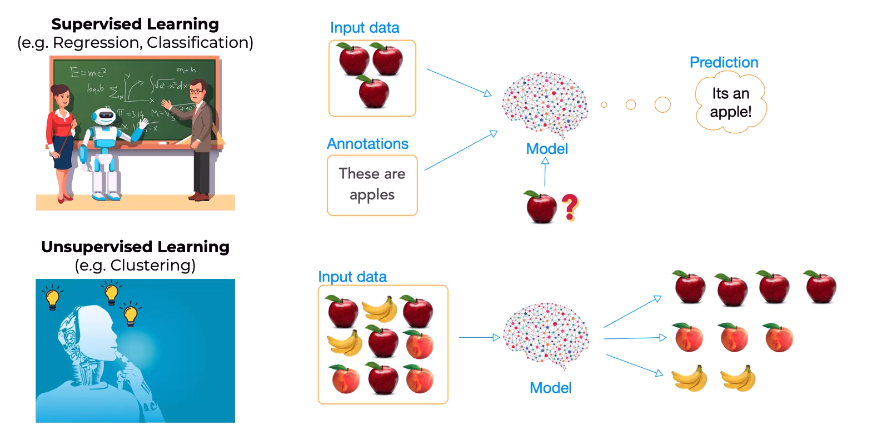 Supervised Learning
(e.g. Regression, Classification)
Input data
Annotations
These are
apples
Model
?
Prediction
Its an
apple!
E=mc²
Unsupervised Learning
(e.g. Clustering)
Input data
Model